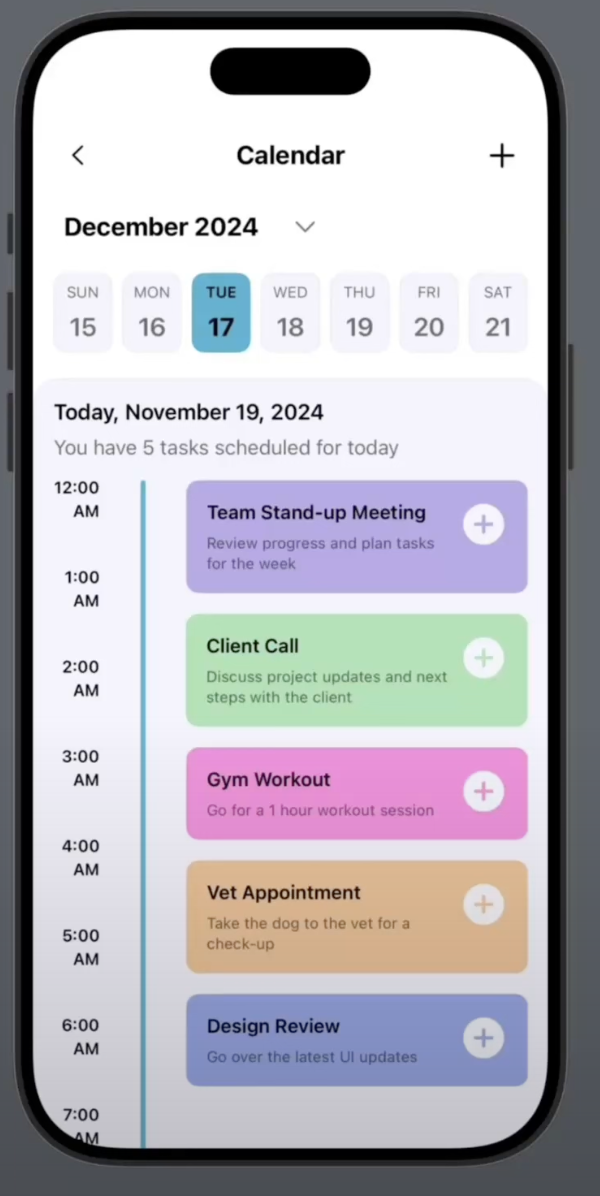 Calendar
December 2024
SUN MON TUE WED THU FRI SAT
15 16 17 18 19 20 21
Today, November 19, 2024
You have 5 tasks scheduled for today
12:00
AM
Team Stand-up Meeting
Review progress and plan tasks
for the week
1:00
AM
Client Call
Discuss project updates and next
steps with the client
2:00
AM
3:00
AM
Gym Workout
Go for a 1 hour workout session
4:00
AM
Vet Appointment
Take the dog to the vet for a
check-up
5:00
AM
6:00
AM
Design Review
Go over the latest UI updates
7:00
AM